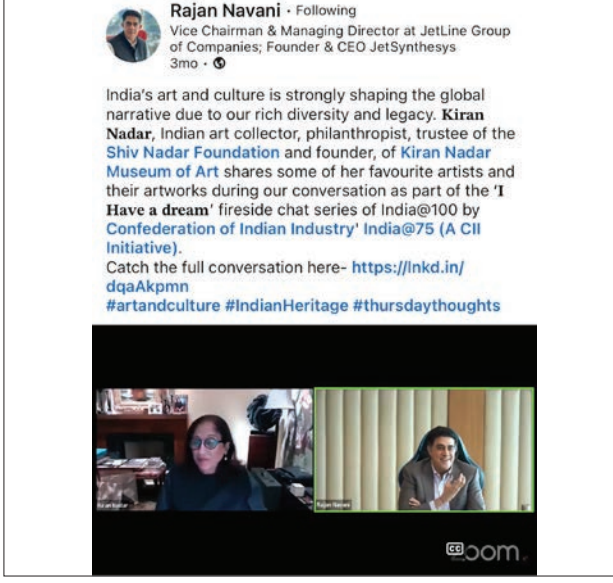 Rajan Navani · Following
Vice Chairman & Managing Director at JetLine Group
of Companies; Founder & CEO JetSynthesys
3mo ·
India's art and culture is strongly shaping the global
narrative due to our rich diversity and legacy. Kiran
Nadar, Indian art collector, philanthropist, trustee of the
Shiv Nadar Foundation and founder, of Kiran Nadar
Museum of Art shares some of her favourite artists and
their artworks during our conversation as part of the 'I
Have a dream' fireside chat series of India@100 by
Confederation of Indian Industry' India@75 (A CII
Initiative).
Catch the full conversation here- https://lnkd.in/
dqaAkpmn
#artandculture #IndianHeritage #thursdaythoughts
Kiran Nadar
Rajan Navani
CC oom